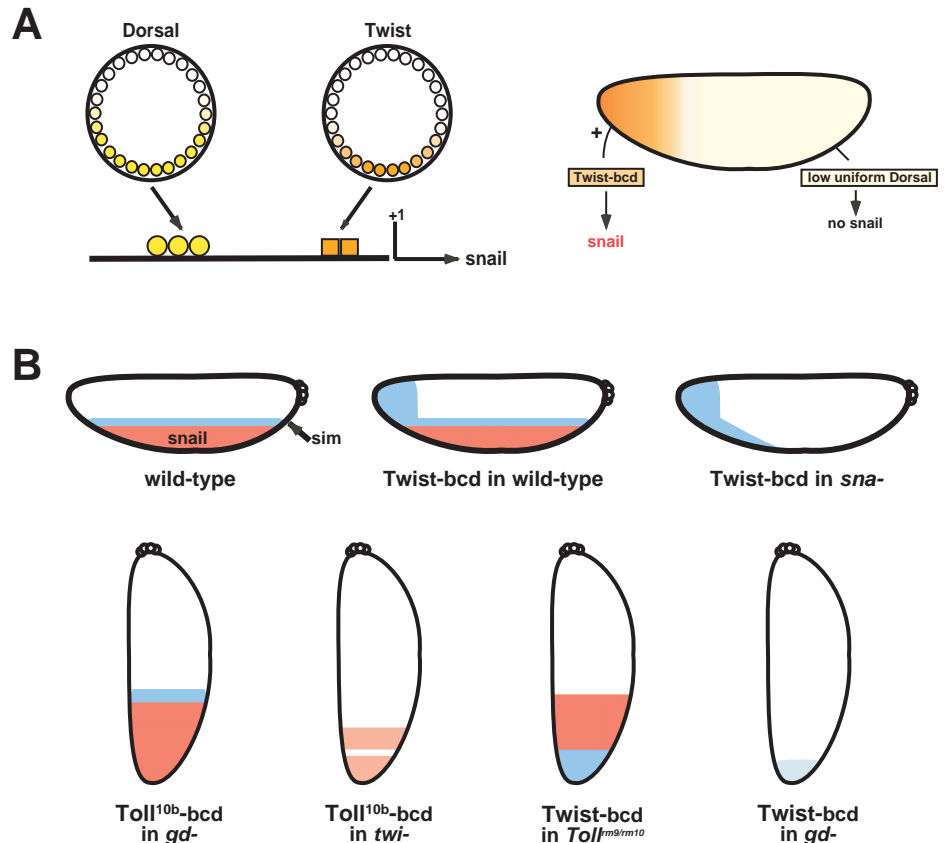 A
Dorsal
Twist
+
Twist-bcd
low uniform Dorsal
snail
no snail
+1
snail
B
snail
sim
wild-type
Twist-bcd in wild-type
Twist-bcd in sna-
Toll10b-bcd
in gd-
Toll10b-bcd
in twi-
Twist-bcd
in Tollrm9/rm10
Twist-bcd
in gd-